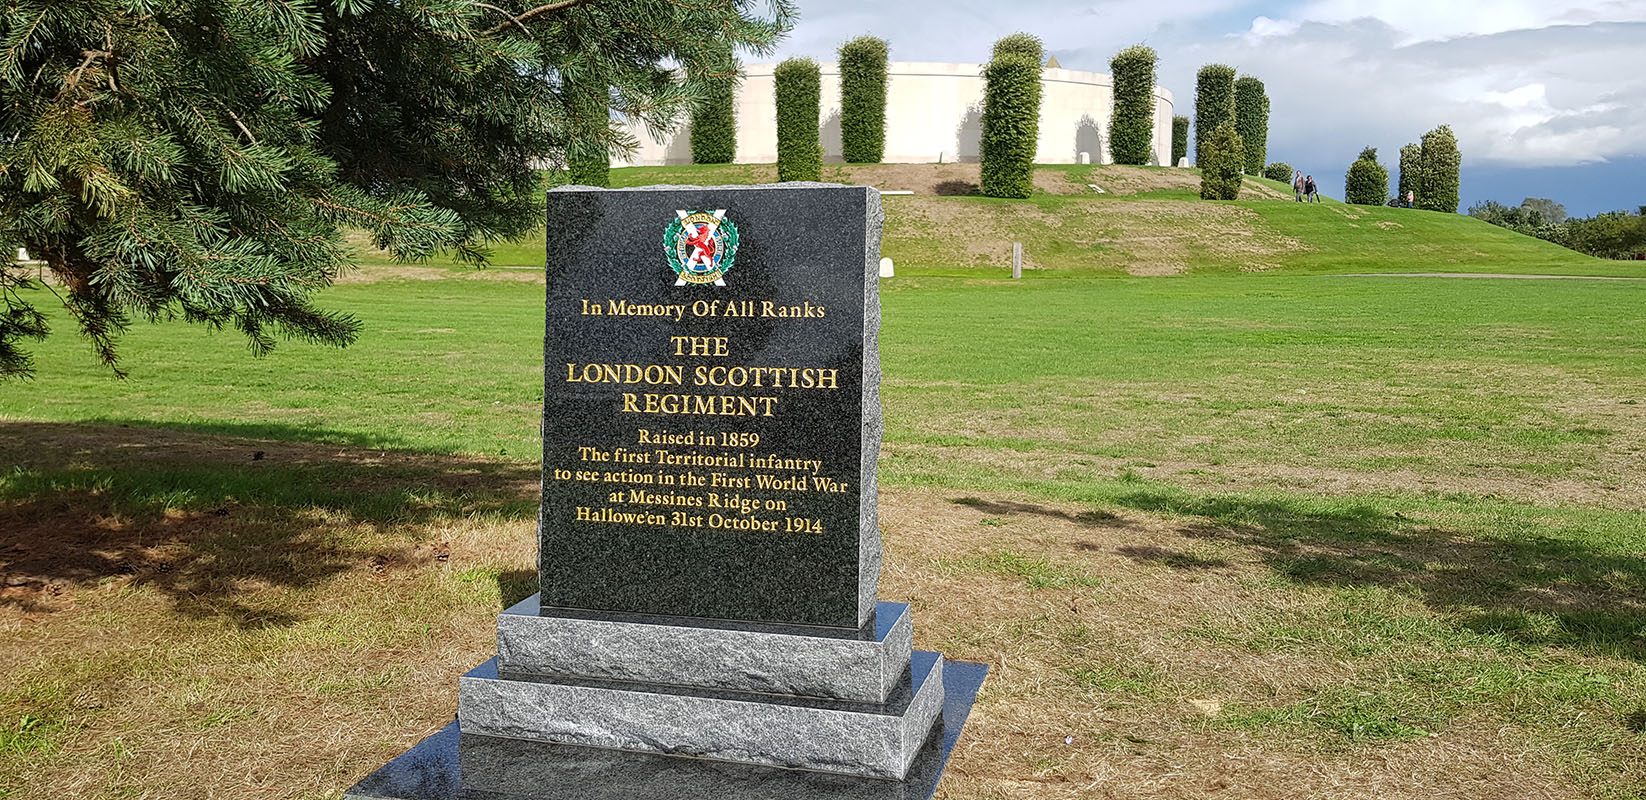 In Memory Of All Ranks
THE
LONDON SCOTTISH
REGIMENT
Raised in 1859
The first Territorial infantry
to see action in the First World War
at Messines Ridge on
Hallowe'en 31st October 1914